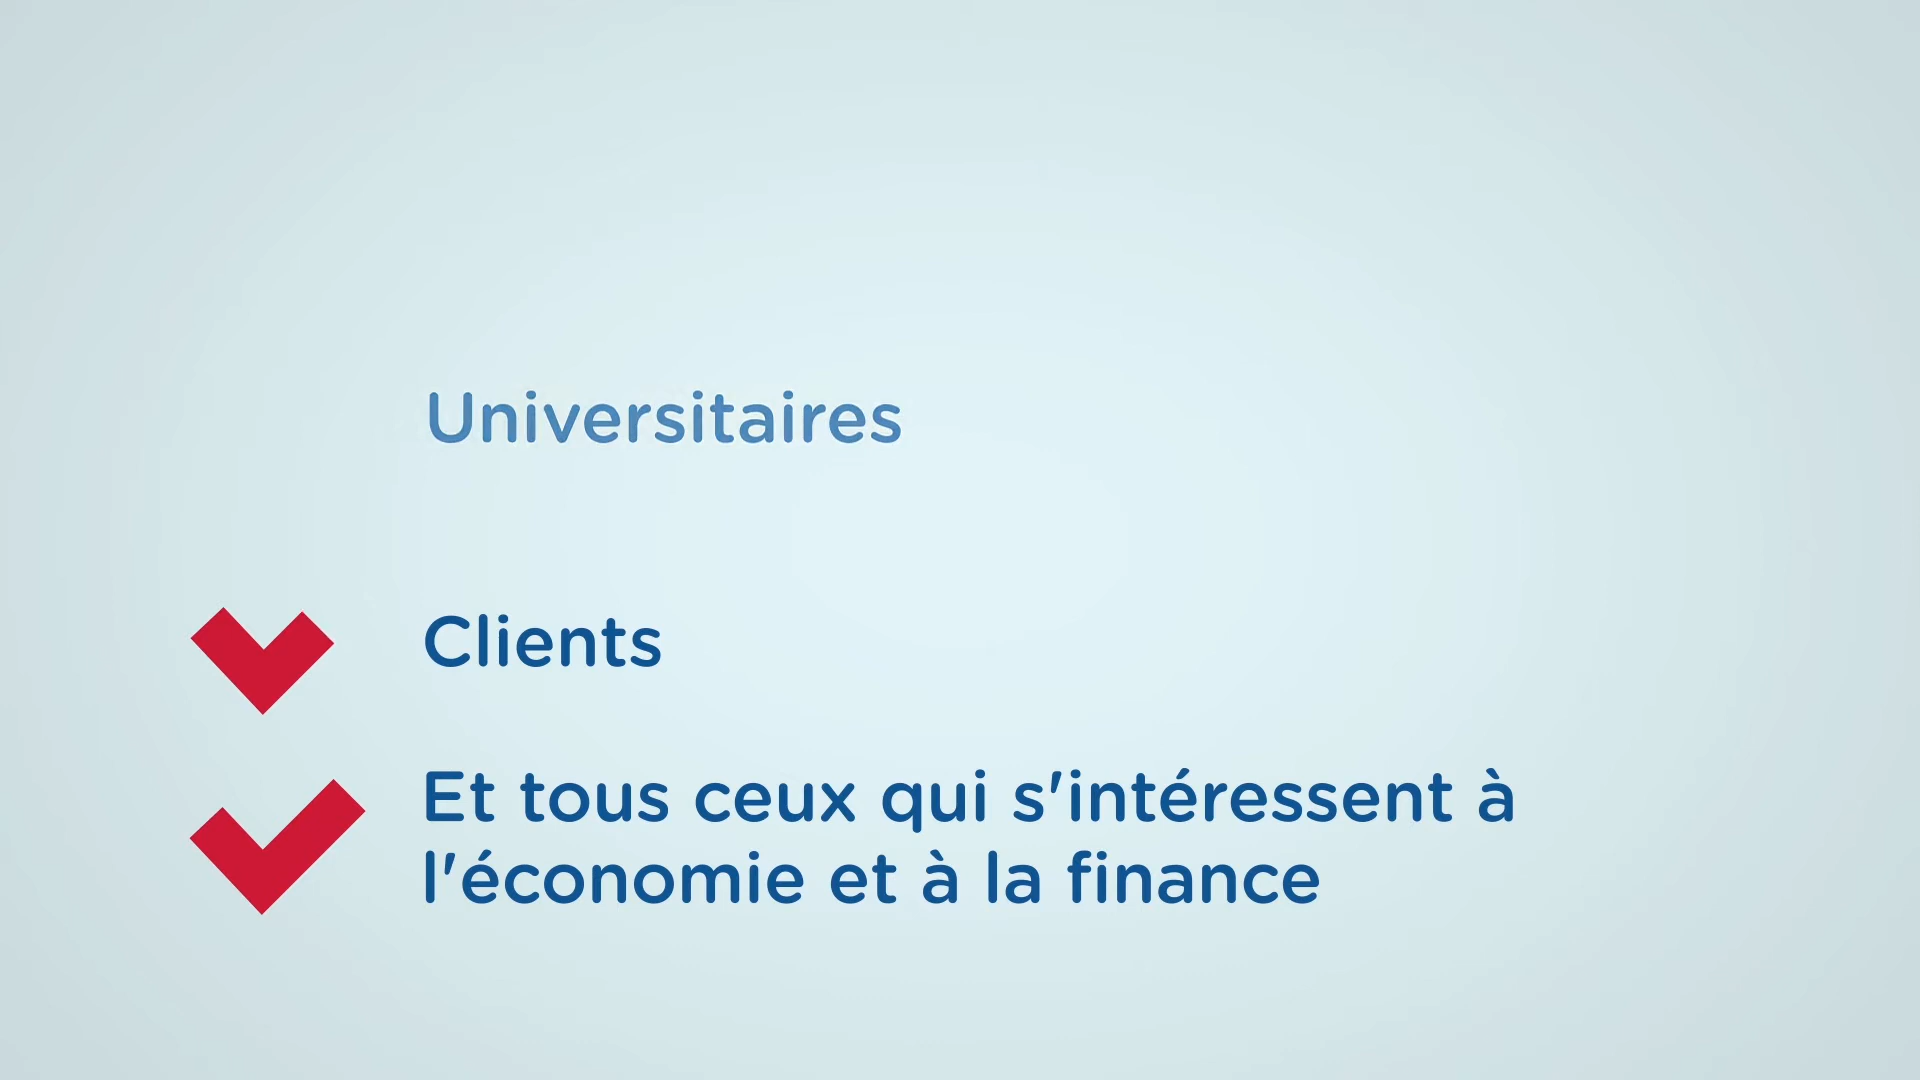 Universitaires
Clients
Et tous ceux qui s'intéressent à
l'économie et à la finance